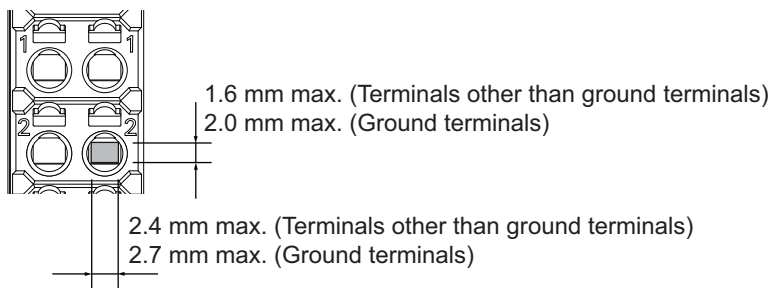 1 1
1.6 mm max. (Terminals other than ground terminals)
2.0 mm max. (Ground terminals)
2 2
2.4 mm max. (Terminals other than ground terminals)
2.7 mm max. (Ground terminals)